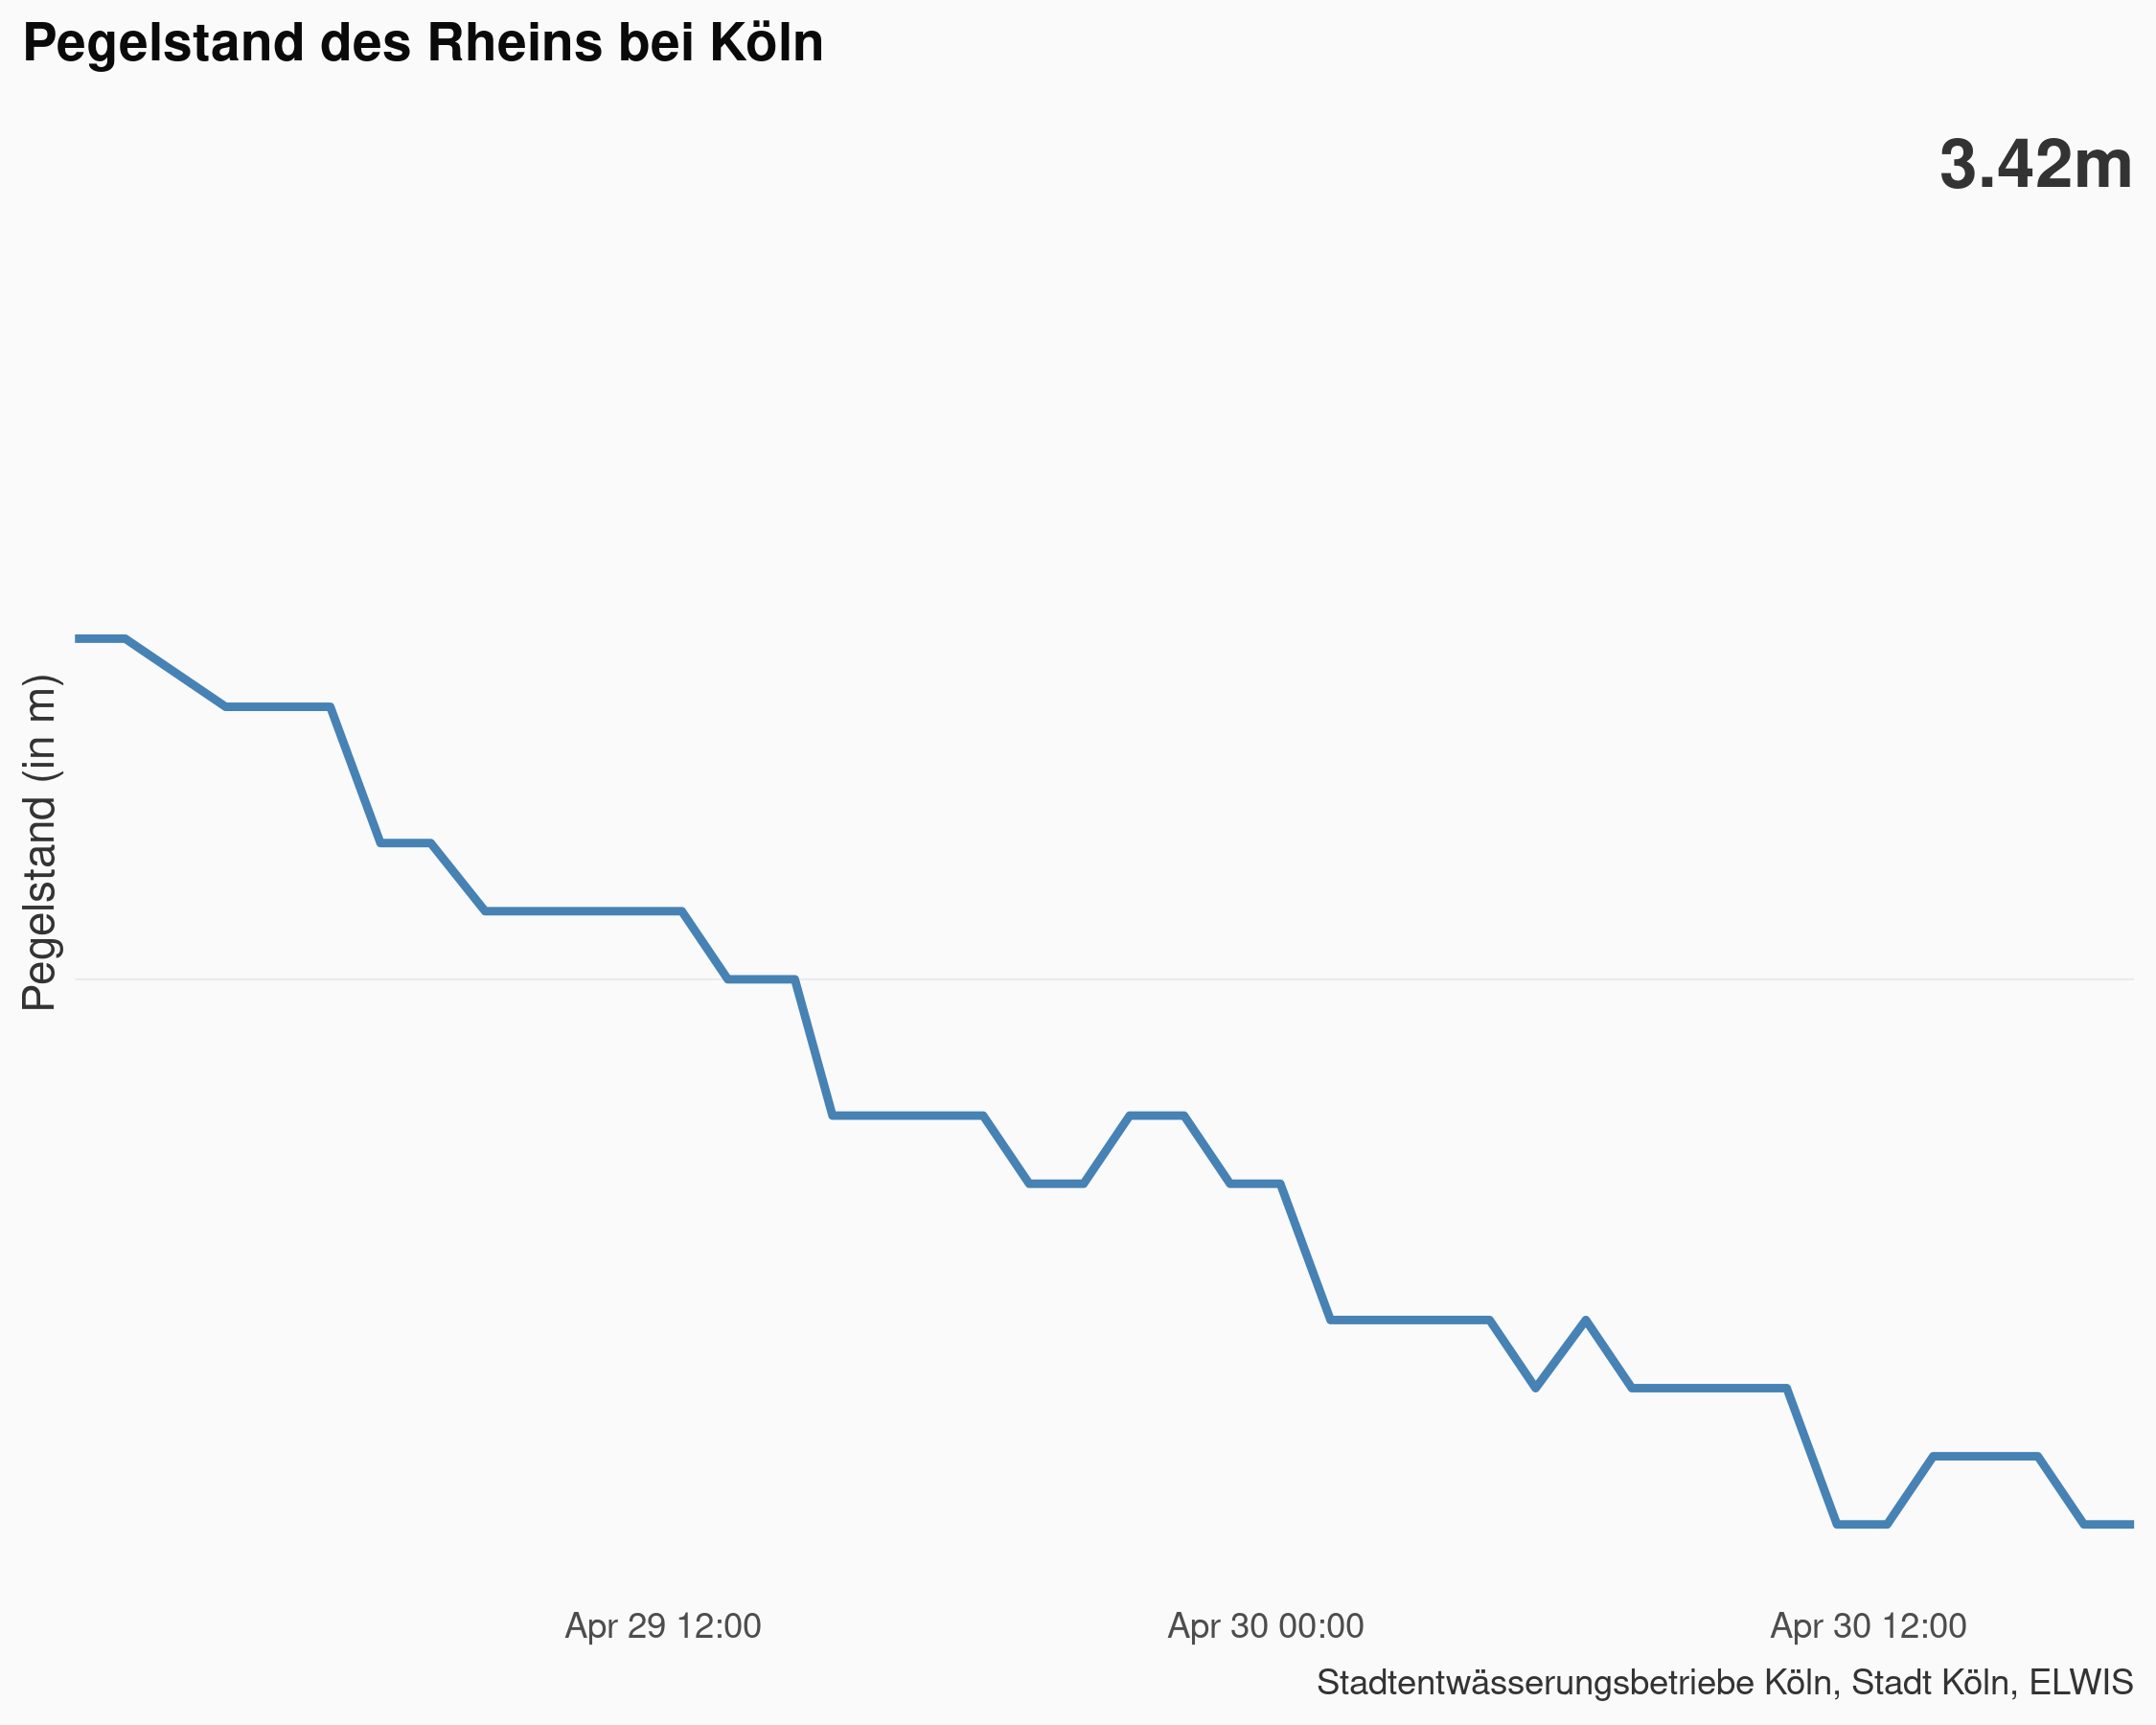 Pegelstand des Rheins bei Köln
3.42m
Pegelstand (in m)
Apr 29 12:00
Apr 30 00:00
Apr 30 12:00
Stadtentwässerungsbetriebe Köln, Stadt Köln, ELWIS